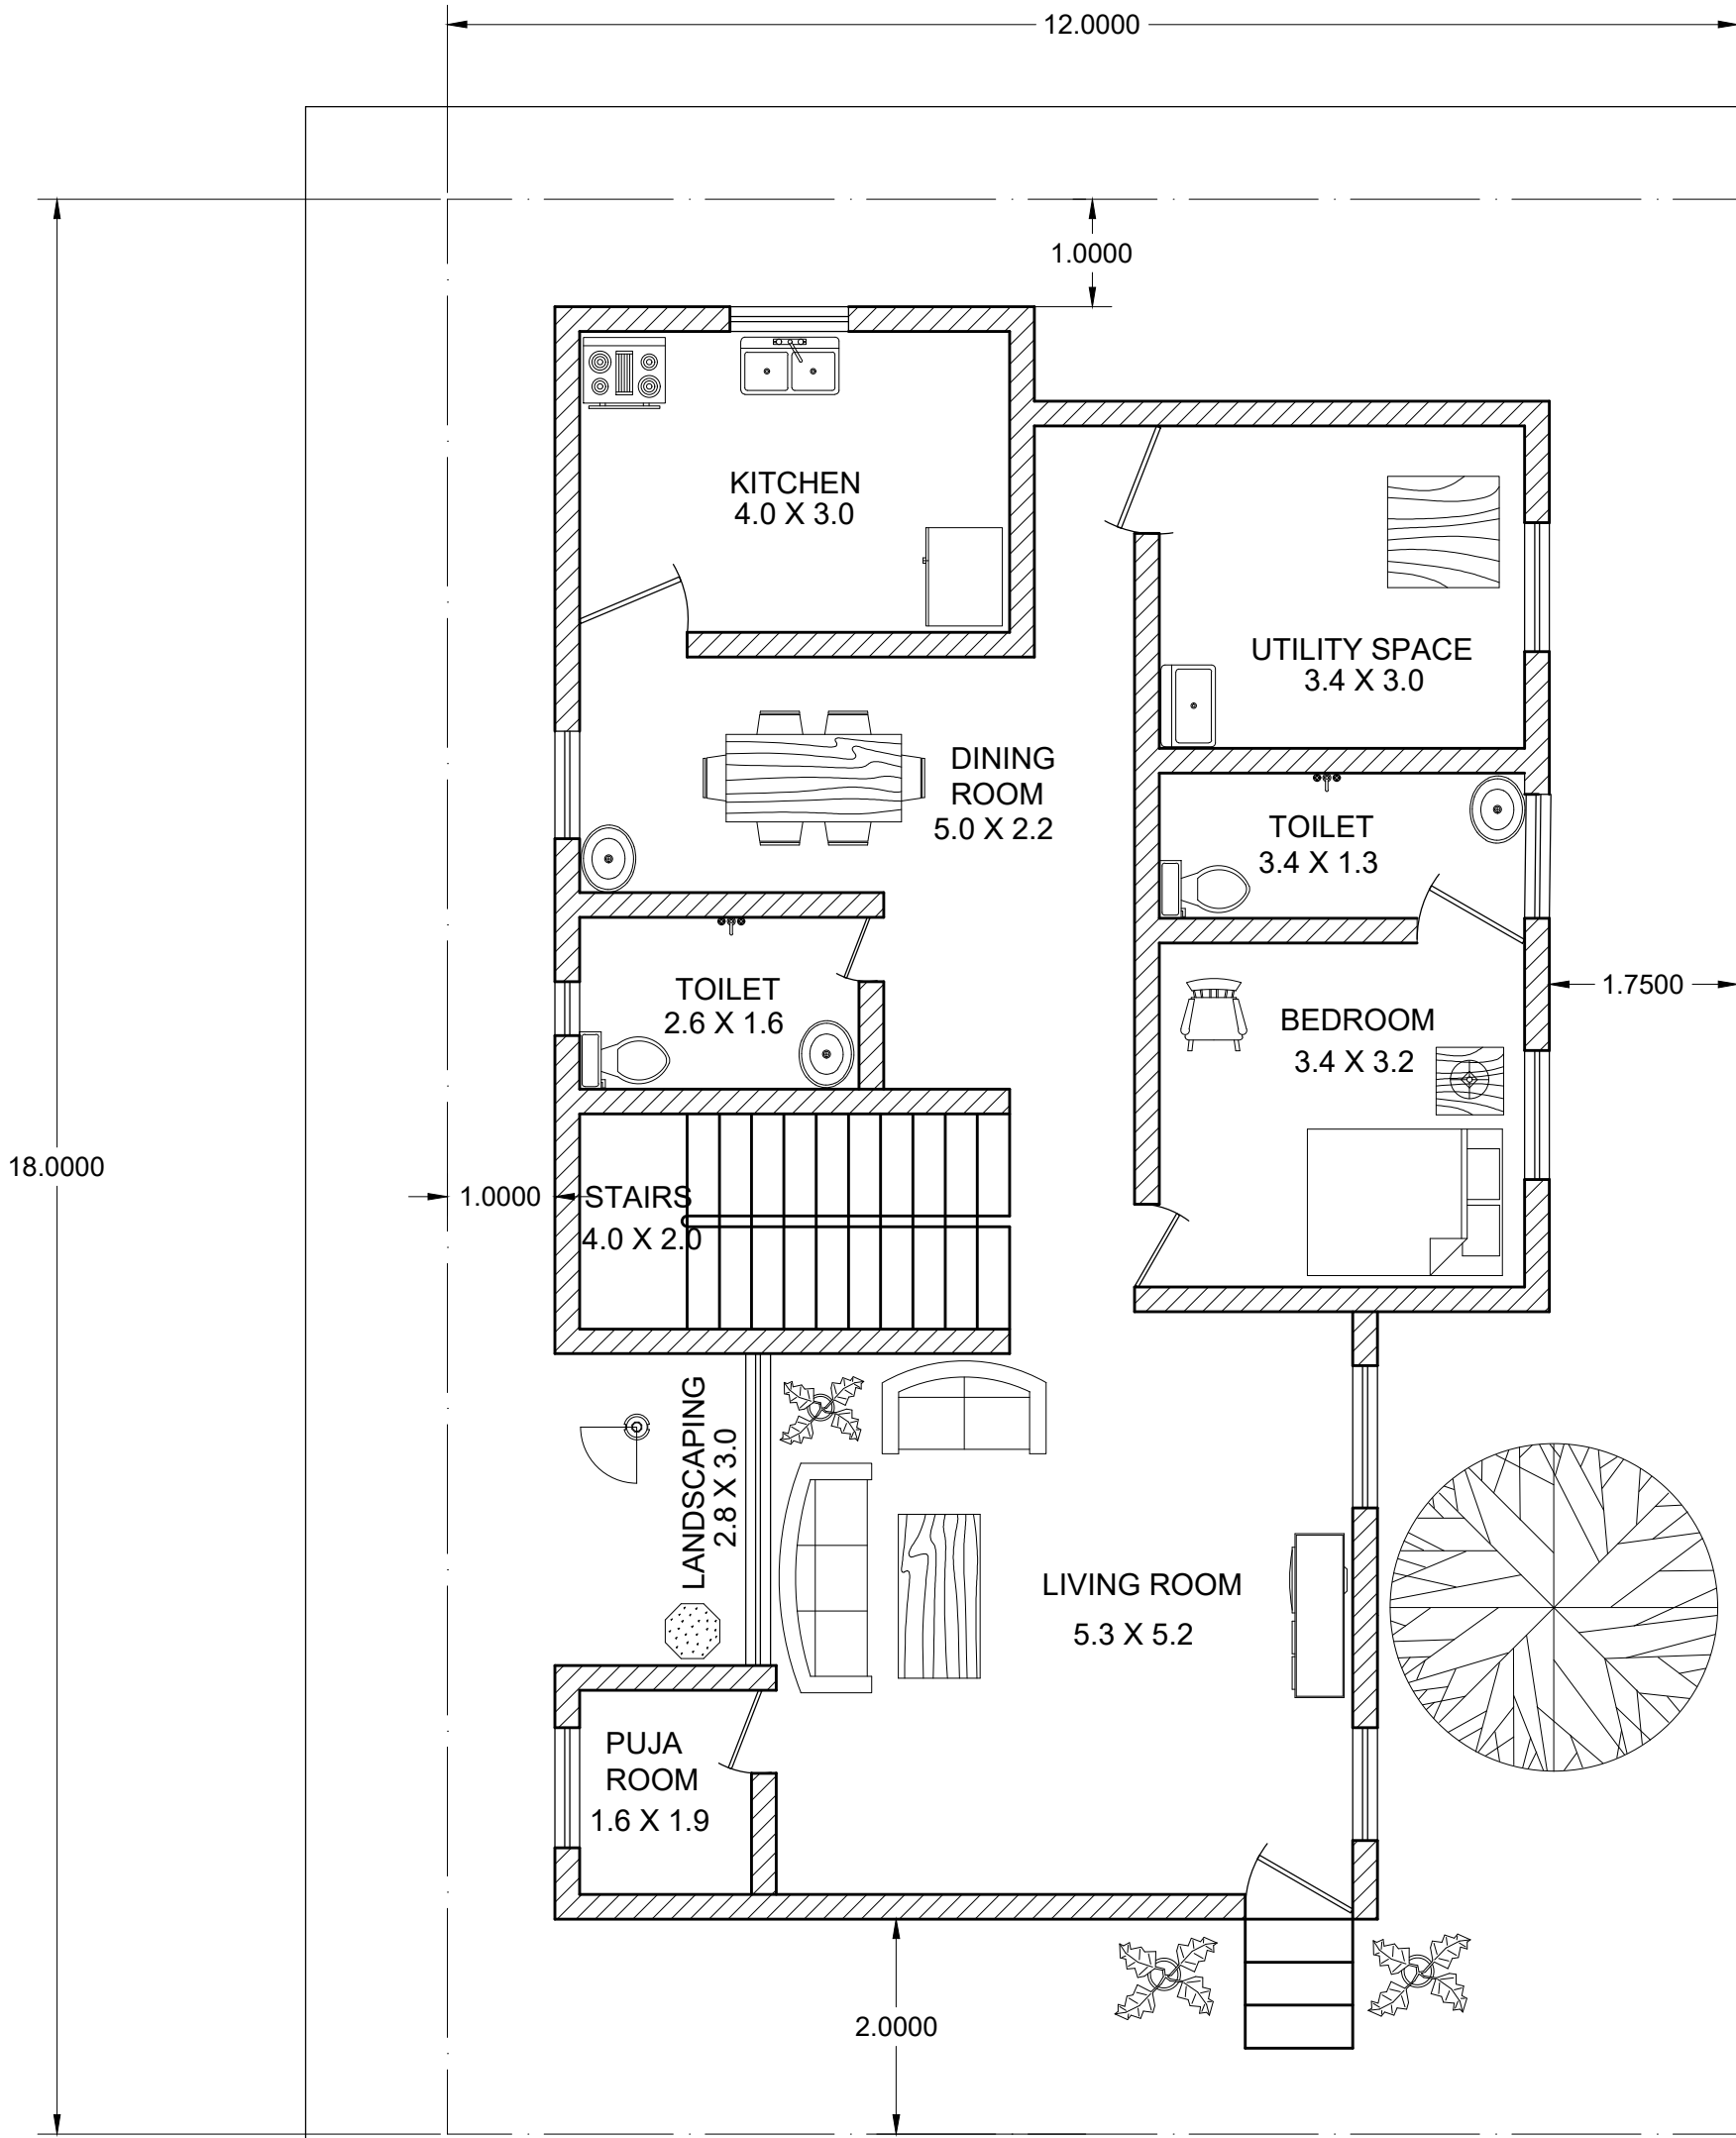 12.0000
1.0000
KITCHEN
4.0 X 3.0
UTILITY SPACE
3.4 X 3.0
DINING
ROOM
5.0 X 2.2
TOILET
3.4 X 1.3
TOILET
2.6 X 1.6
1.7500
BEDROOM
3.4 X 3.2
18.0000
1.0000
STAIRS
4.0 X 2.0
LANDSCAPING
2.8 X 3.0
LIVING ROOM
5.3 X 5.2
PUJA
ROOM
1.6 X 1.9
2.0000